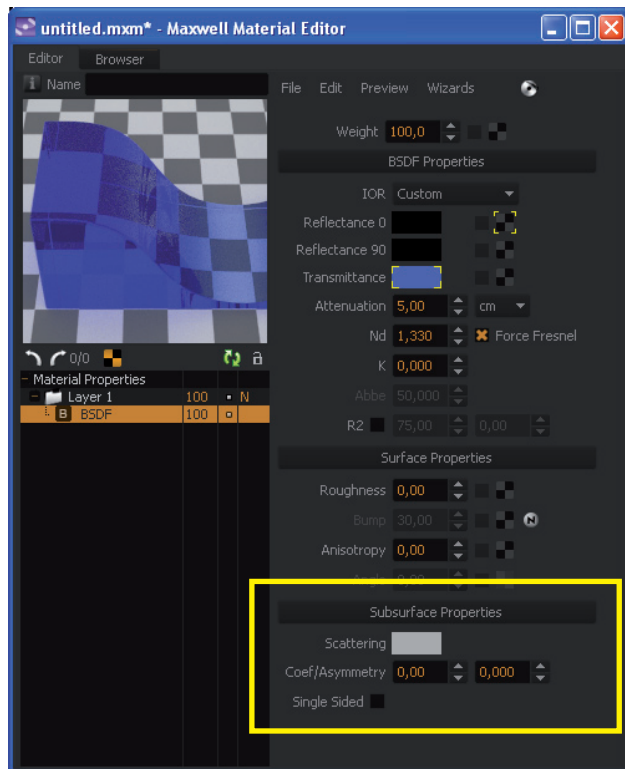 untitled.mxm* - Maxwell Material Editor
Editor Browser
i Name
File Edit Preview Wizards
Weight 100,0
BSDF Properties
IOR Custom
Reflectance 0
Reflectance 90
Transmittance
Attenuation 5,00 cm
Nd 1,330 Force Fresnel
K 0,000
Abbe 50,000
R2 75,00 0,00
0/0
Material Properties
Layer 1 100 N
B BSDF 100
Surface Properties
Roughness 0,00
Bump 30,00 N
Anisotropy 0,00
Angle 0,00
Subsurface Properties
Scattering
Coef/Asymmetry 0,00 0,000
Single Sided